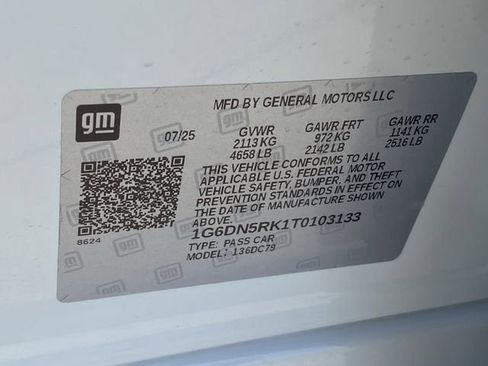 gm
MFD BY GENERAL MOTORS LLC
07/25 GVWR GAWR FRT GAWR RR
2113 KG 972 KG 1141 KG
4658 LB 2142 LB 2516 LB
THIS VEHICLE CONFORMS TO ALL
APPLICABLE U.S. FEDERAL MOTOR
VEHICLE SAFETY, BUMPER, AND THEFT
PREVENTION STANDARDS IN EFFECT ON
THE DATE OF MANUFACTURE SHOWN
ABOVE.
8624
1G6DN5RK1T0103133
TYPE: PASS CAR
MODEL: 136DC79